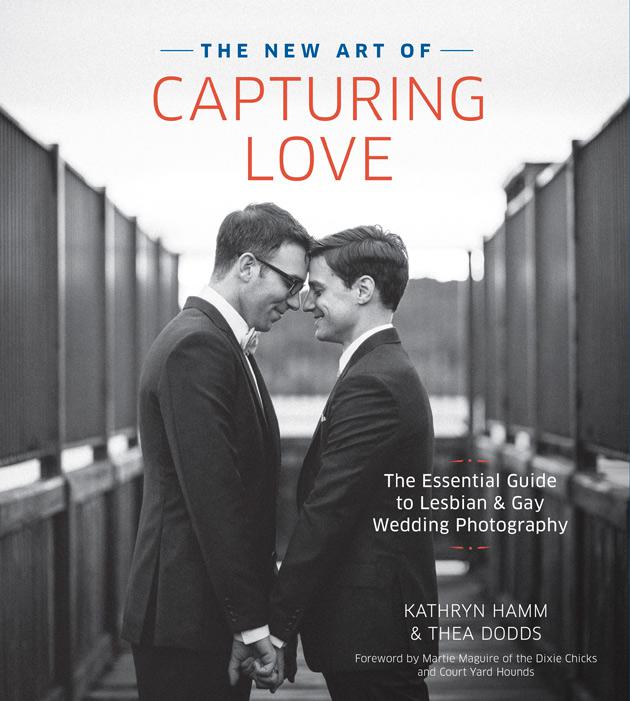 THE NEW ART OF
CAPTURING
LOVE
The Essential Guide
to Lesbian & Gay
Wedding Photography
KATHRYN HAMM
& THEA DODDS
Foreword by Martie Maguire of the Dixie Chicks
and Court Yard Hounds